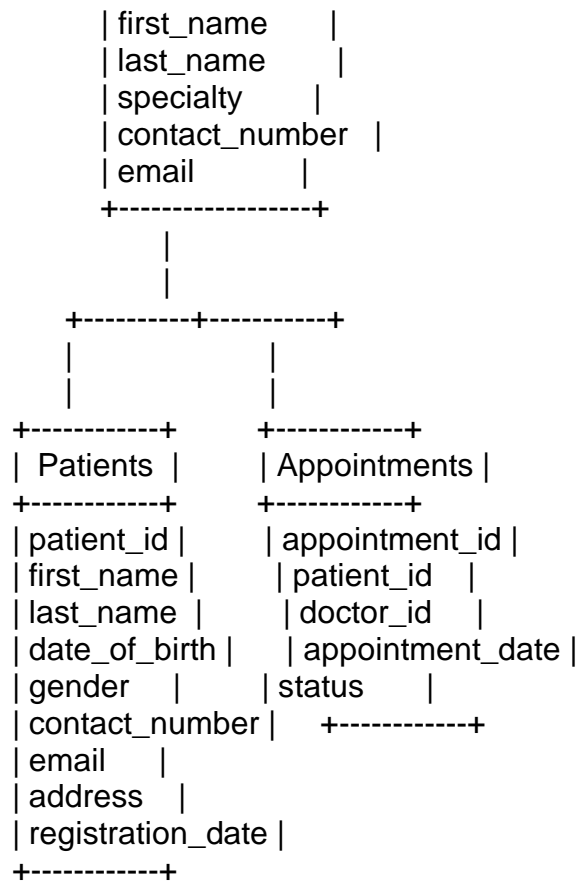 | first_name |
| last_name |
| specialty |
| contact_number |
| email |
+-----------------+
|
|
+----------+-----------+
| |
| |
+------------+ +------------+
| Patients | | Appointments |
+------------+ +------------+
| patient_id | | appointment_id |
| first_name | | patient_id |
| last_name | | doctor_id |
| date_of_birth | | appointment_date |
| gender | | status |
| contact_number | +------------+
| email |
| address |
| registration_date |
+------------+